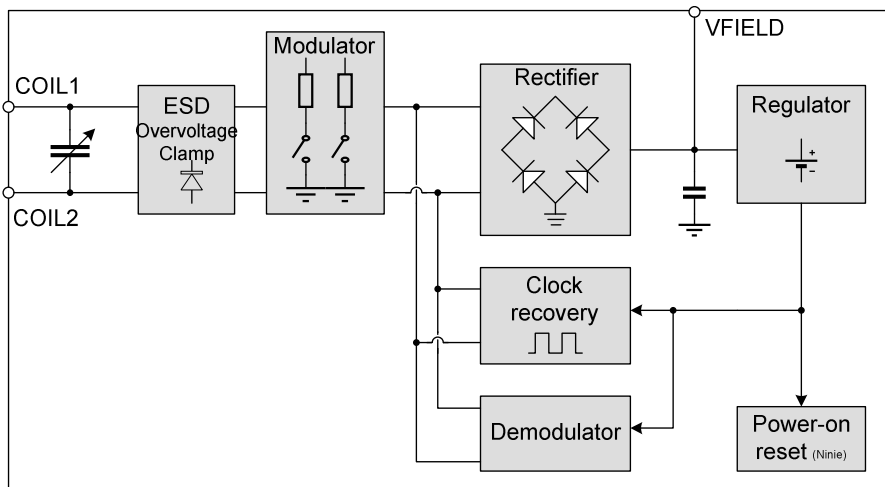 VFIELD
Modulator
COIL1
ESD
Overvoltage
Clamp
Rectifier
Regulator
+
−
COIL2
Clock
recovery
Demodulator
Power-on
reset (Ninie)